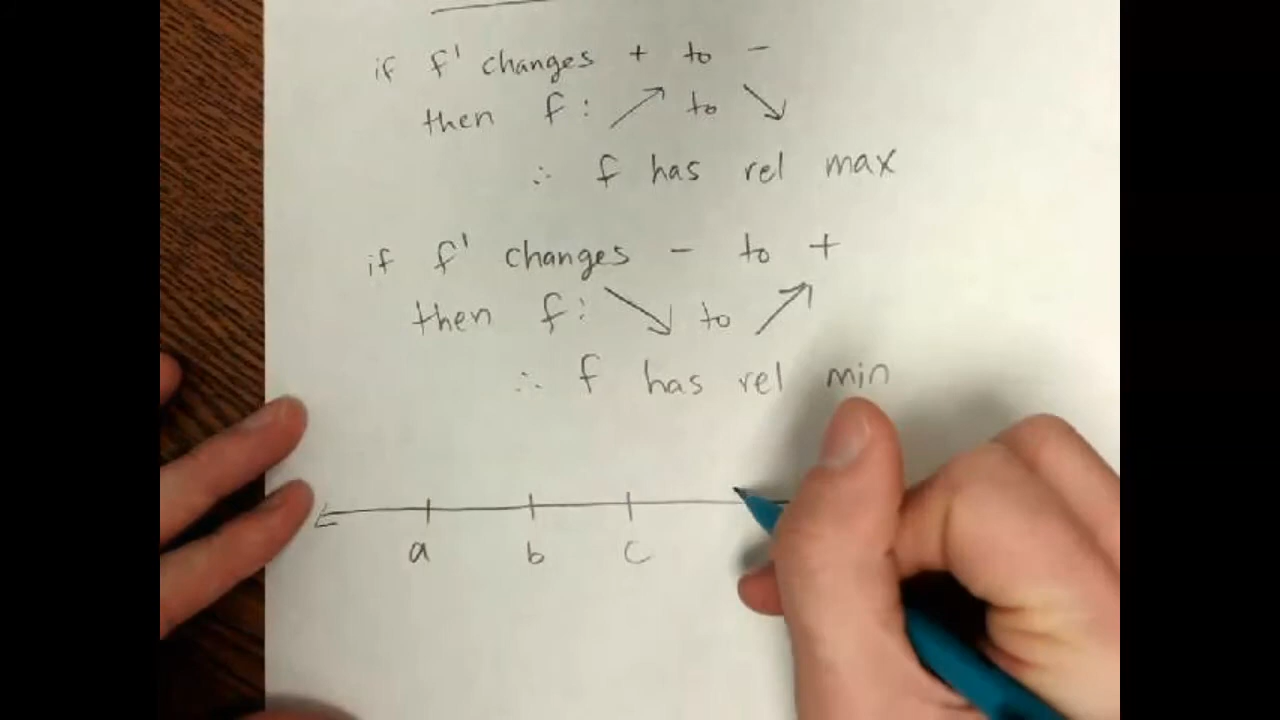 if f' changes + to -
then f: ↗ to ↘
∴ f has rel max
if f' changes - to +
then f: ↘ to ↗
∴ f has rel min
a b c